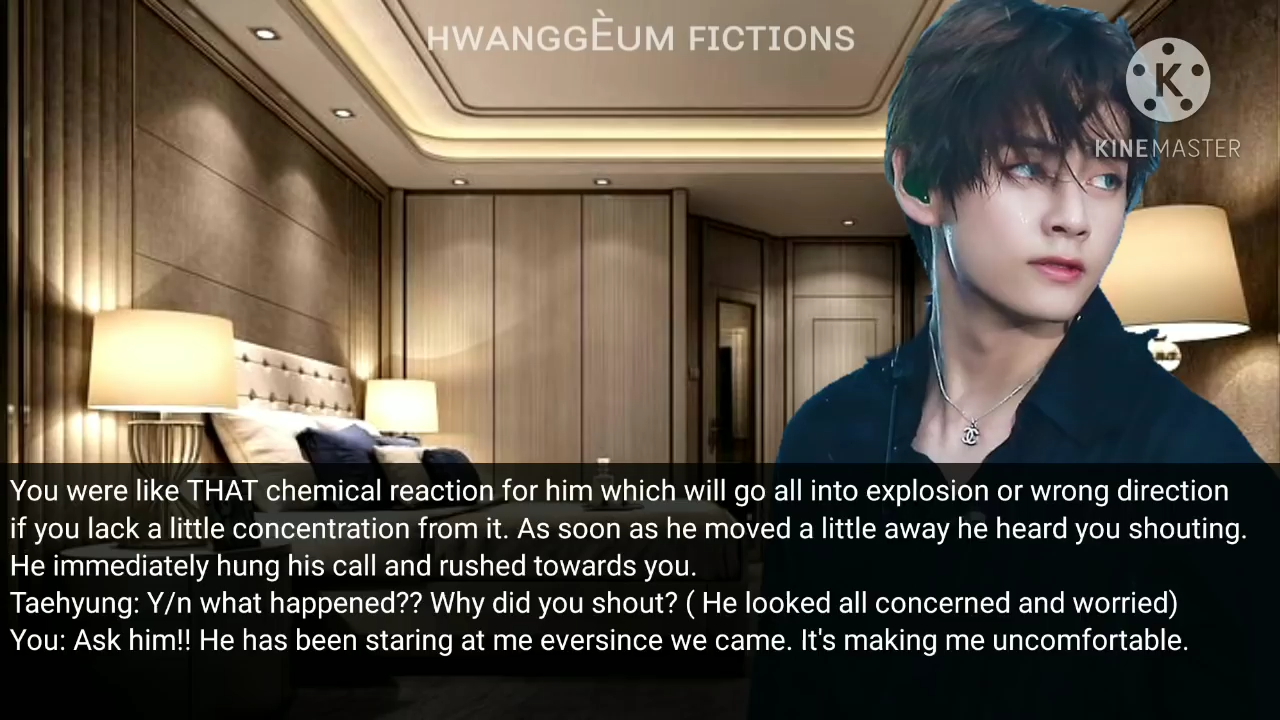 HWANGGÈUM FICTIONS
K
KINEMASTER
You were like THAT chemical reaction for him which will go all into explosion or wrong direction
if you lack a little concentration from it. As soon as he moved a little away he heard you shouting.
He immediately hung his call and rushed towards you.
Taehyung: Y/n what happened?? Why did you shout? ( He looked all concerned and worried)
You: Ask him!! He has been staring at me eversince we came. It's making me uncomfortable.